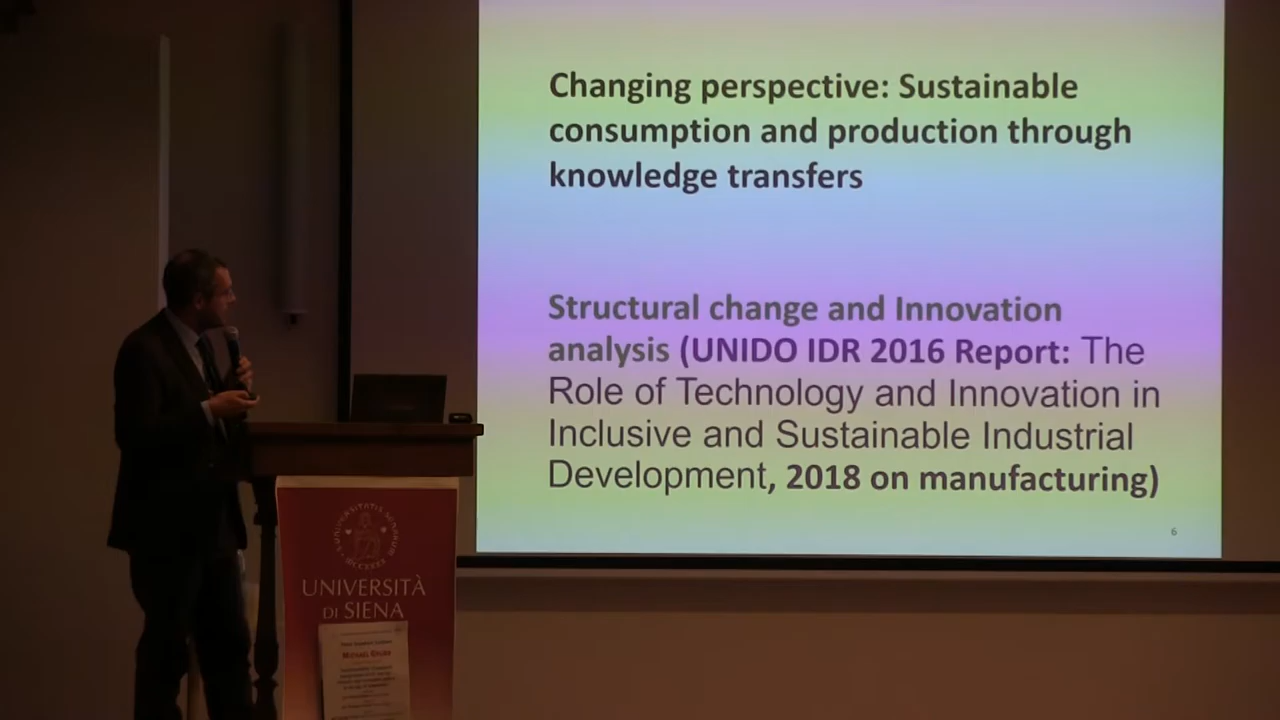 Changing perspective: Sustainable
consumption and production through
knowledge transfers
Structural change and Innovation
analysis (UNIDO IDR 2016 Report: The
Role of Technology and Innovation in
Inclusive and Sustainable Industrial
Development, 2018 on manufacturing)
6
UNIVERSITÀ
DI SIENA